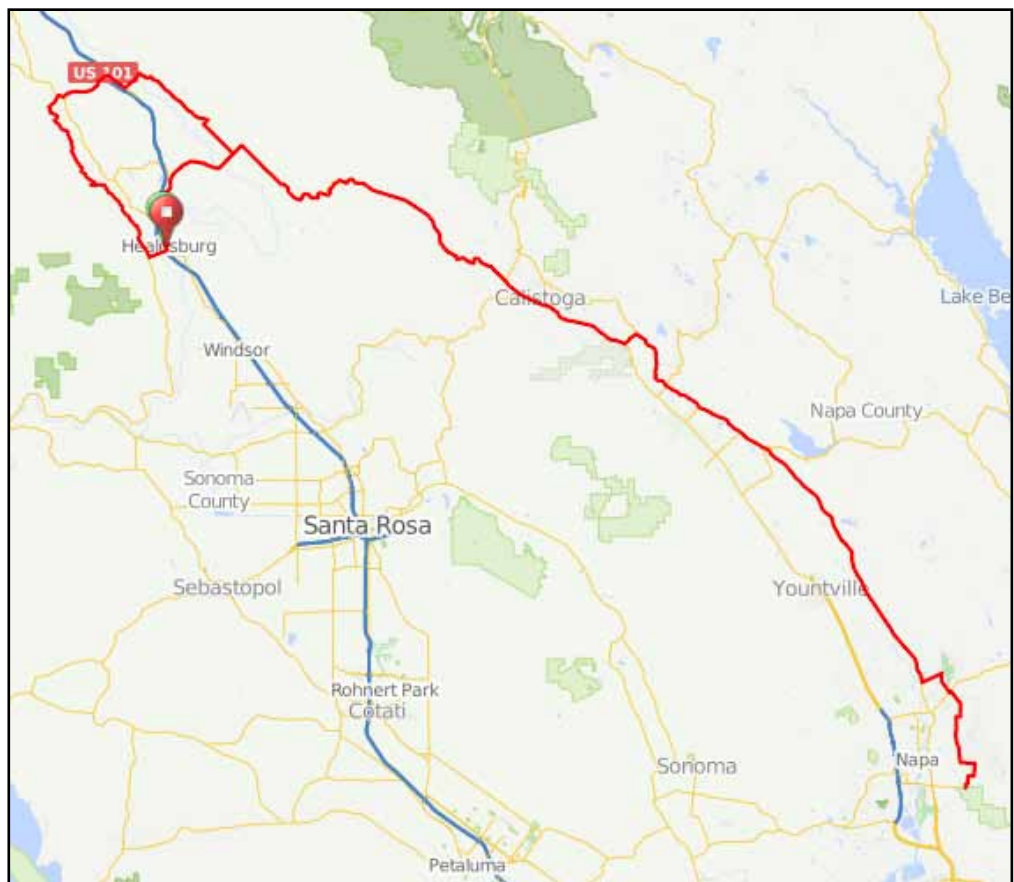 US 101
Healdsburg
Calistoga
Lake Be
Windsor
Napa County
Sonoma
County
Santa Rosa
Sebastopol
Yountville
Rohnert Park
Cotati
Napa
Sonoma
Petaluma